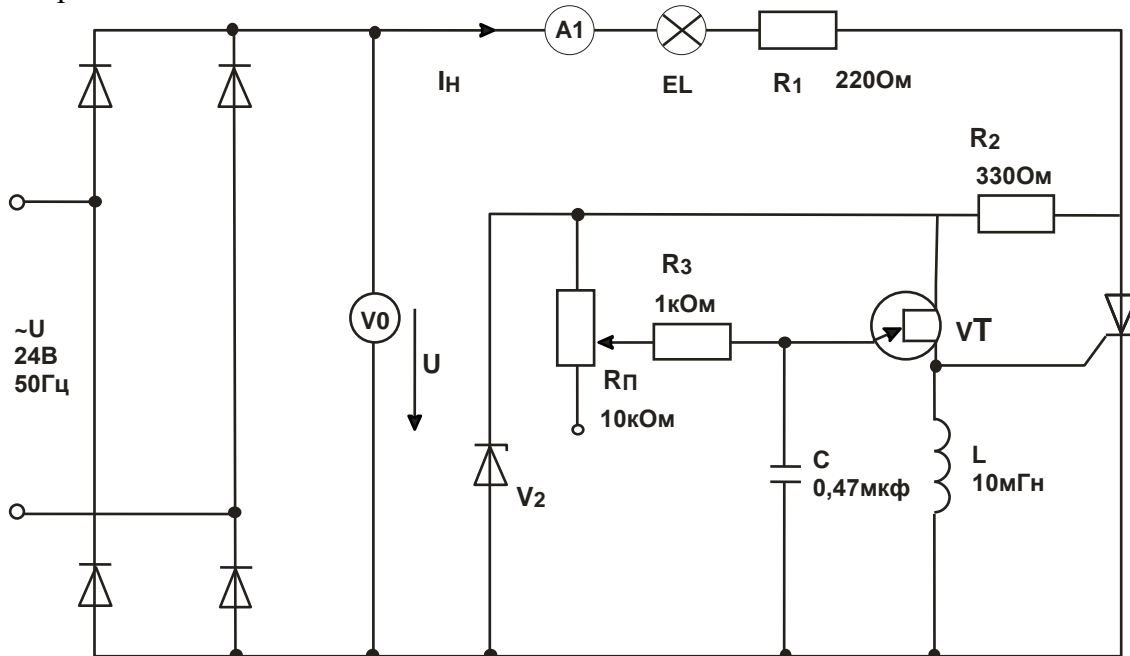 A1
IН
EL
R1
220Ом
R2
330Ом
R3
1кОм
~U
24В
50Гц
V0
U
VT
RП
10кОм
V2
C
0,47мкф
L
10мГн